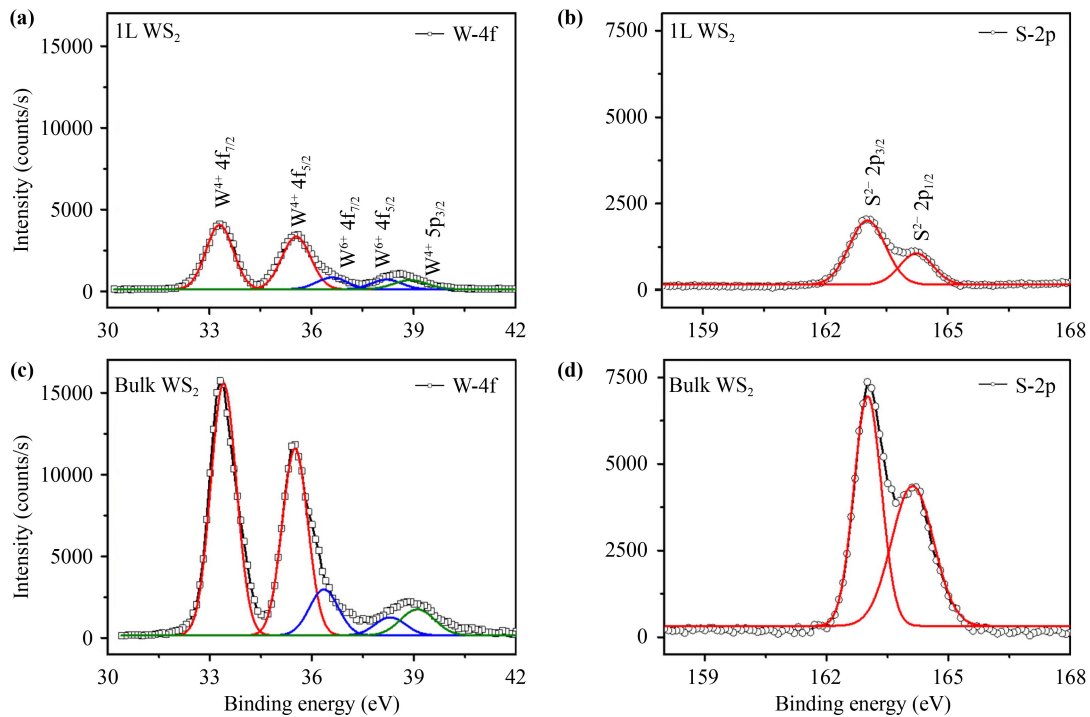 (a)
1L WS₂
W-4f
15000
10000
5000
0
Intensity (counts/s)
W⁴⁺ 4f₇/₂
W⁴⁺ 4f₅/₂
W⁶⁺ 4f₇/₂
W⁶⁺ 4f₅/₂
W⁴⁺ 5p₃/₂
30 33 36 39 42
(b)
1L WS₂
S-2p
7500
5000
2500
0
S²⁻ 2p₃/₂
S²⁻ 2p₁/₂
159 162 165 168
(c)
Bulk WS₂
W-4f
15000
10000
5000
0
Intensity (counts/s)
30 33 36 39 42
Binding energy (eV)
(d)
Bulk WS₂
S-2p
7500
5000
2500
0
159 162 165 168
Binding energy (eV)